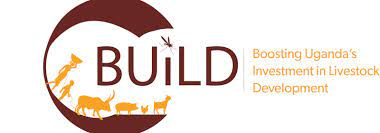 BUiLD
Boosting Uganda's
Investment in Livestock
Development